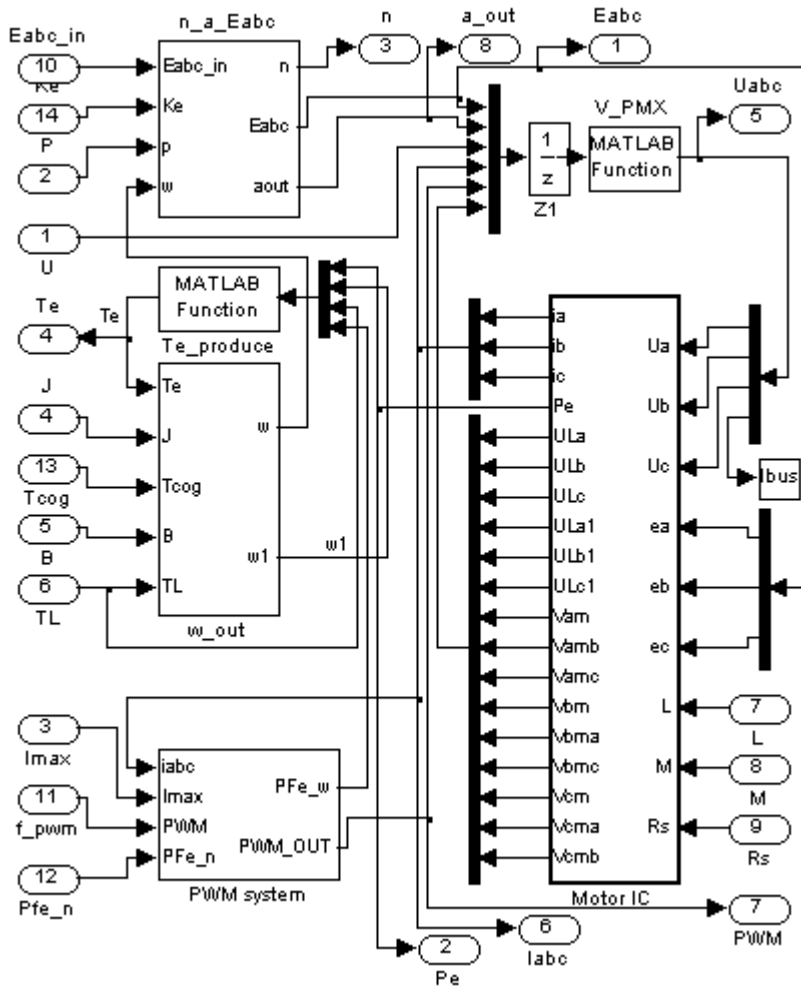 n_a_Eabc
n
a_out
Eabc
Eabc_in
10
Ke
14
P
2
Eabc_in
Ke
p
w
n
Eabc
aout
3
8
1
Uabc
5
V_PMX
MATLAB
Function
1
z
Z1
1
U
MATLAB
Function
Te_produce
Te
4
Te
J
4
13
Tcog
5
B
6
TL
Te
J
Tcog
B
TL
w
w1
w1
w_out
ia
ib
ic
Pe
ULa
ULb
ULc
ULa1
ULb1
ULc1
Vam
Vamb
Vamc
Vbm
Vbma
Vbmc
Vcm
Vcma
Vcmb
Ua
Ub
Uc
ea
eb
ec
L
M
Rs
Motor IC
Ibus
7
L
8
M
9
Rs
3
Imax
11
f_pwm
12
Pfe_n
iabc
Imax
PWM
PFe_n
PFe_w
PWM_OUT
PWM system
7
PWM
6
Iabc
2
Pe